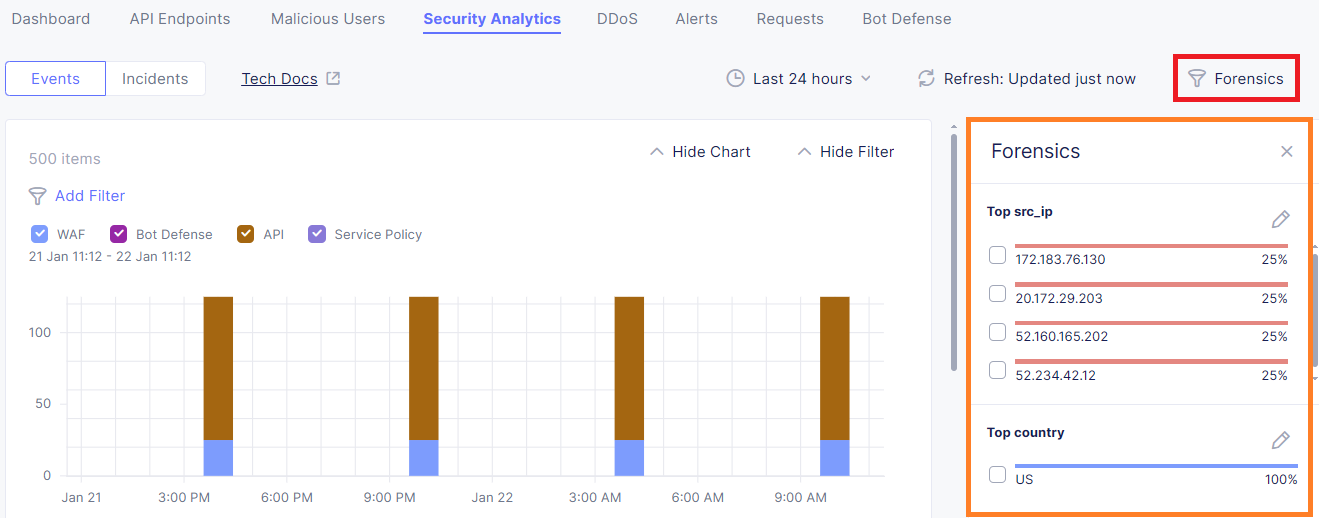 Dashboard API Endpoints Malicious Users Security Analytics DDoS Alerts Requests Bot Defense
Events Incidents Tech Docs Last 24 hours Refresh: Updated just now Forensics
500 items Hide Chart Hide Filter
Add Filter
WAF Bot Defense API Service Policy
21 Jan 11:12 - 22 Jan 11:12
100
50
0
Jan 21 3:00 PM 6:00 PM 9:00 PM Jan 22 3:00 AM 6:00 AM 9:00 AM
Forensics
Top src_ip
172.183.76.130 25%
20.172.29.203 25%
52.160.165.202 25%
52.234.42.12 25%
Top country
US 100%